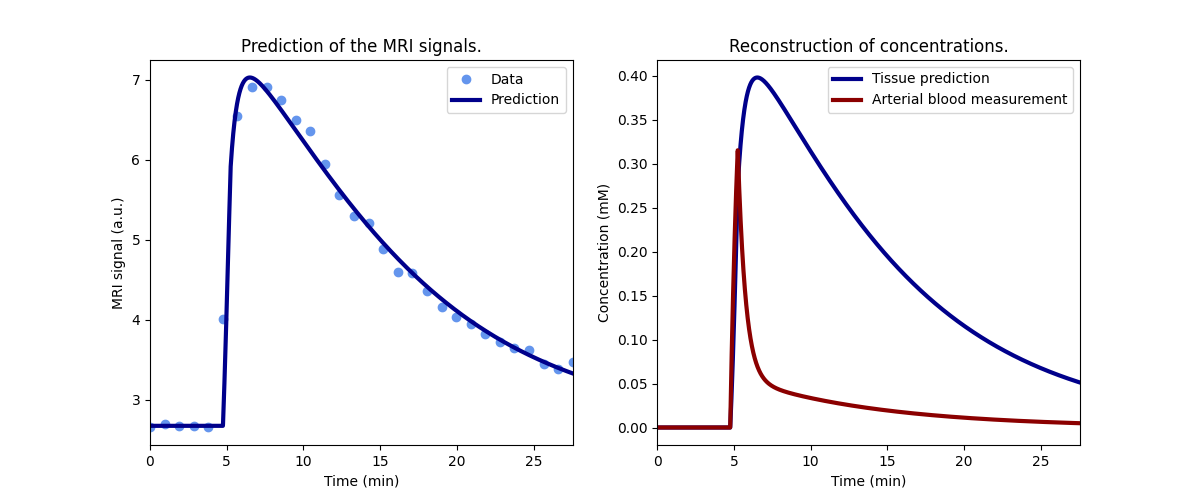 Prediction of the MRI signals.
MRI signal (a.u.)
7
6
5
4
3
Data
Prediction
0
5
10
15
20
25
Time (min)
Reconstruction of concentrations.
Concentration (mM)
0.40
0.35
0.30
0.25
0.20
0.15
0.10
0.05
0.00
Tissue prediction
Arterial blood measurement
0
5
10
15
20
25
Time (min)